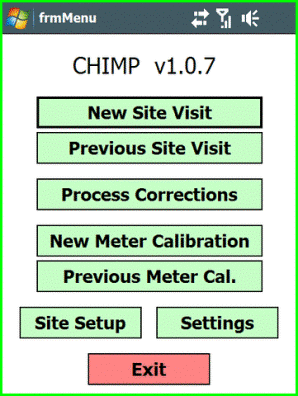 frmMenu
CHIMP v1.0.7
New Site Visit
Previous Site Visit
Process Corrections
New Meter Calibration
Previous Meter Cal.
Site Setup Settings
Exit